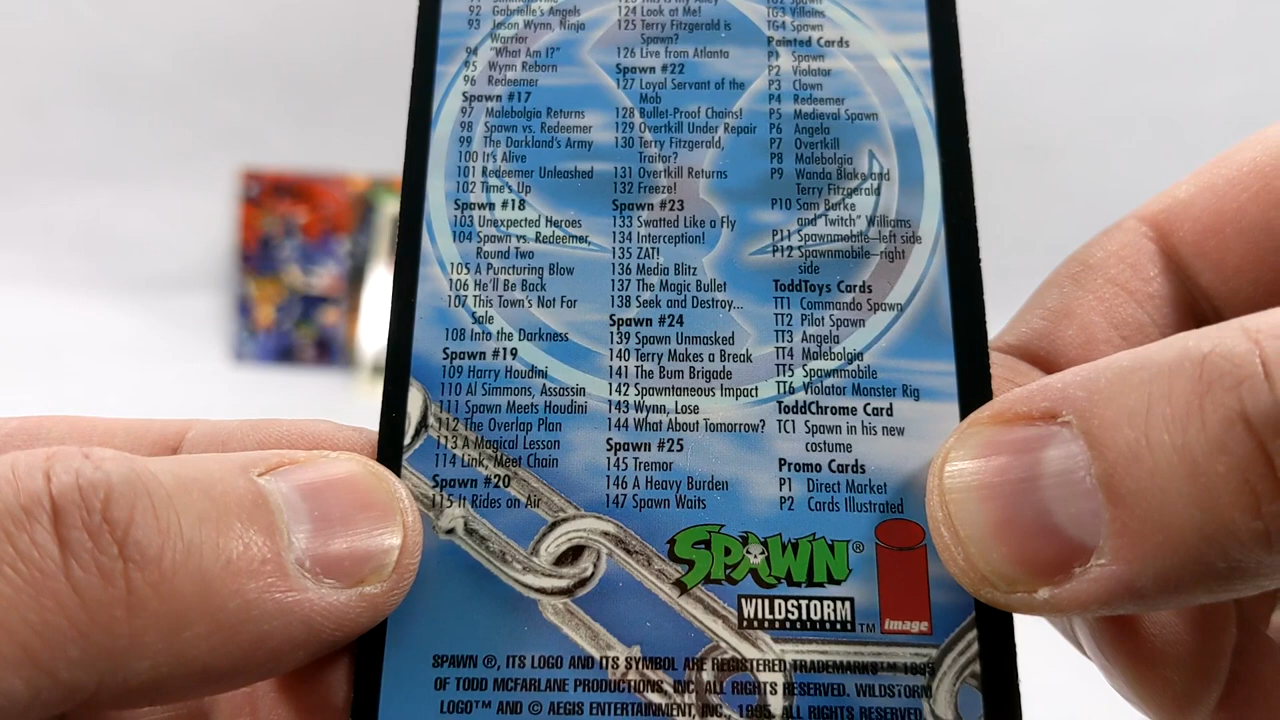 92 Gabrielle's Angels
93 Jason Wynn, Ninja
Warrior
94 "What Am I?"
95 Wynn Reborn
96 Redeemer
Spawn #17
97 Malebolgia Returns
98 Spawn vs. Redeemer
99 The Darkland's Army
100 It's Alive
101 Redeemer Unleashed
102 Time's Up
Spawn #18
103 Unexpected Heroes
104 Spawn vs. Redeemer,
Round Two
105 A Puncturing Blow
106 He'll Be Back
107 This Town's Not For
Sale
108 Into the Darkness
Spawn #19
109 Harry Houdini
110 Al Simmons, Assassin
111 Spawn Meets Houdini
112 The Overlap Plan
113 A Magical Lesson
114 Link, Meet Chain
Spawn #20
115 It Rides on Air
124 Look at Me!
125 Terry Fitzgerald is
Spawn?
126 Live from Atlanta
Spawn #22
127 Loyal Servant of the
Mob
128 Bullet-Proof Chains!
129 Overtkill Under Repair
130 Terry Fitzgerald,
Traitor?
131 Overtkill Returns
132 Freeze!
Spawn #23
133 Swatted Like a Fly
134 Interception!
135 ZAT!
136 Media Blitz
137 The Magic Bullet
138 Seek and Destroy...
Spawn #24
139 Spawn Unmasked
140 Terry Makes a Break
141 The Bum Brigade
142 Spawntaneous Impact
143 Wynn, Lose
144 What About Tomorrow?
Spawn #25
145 Tremor
146 A Heavy Burden
147 Spawn Waits
TG3 Villains
TG4 Spawn
Painted Cards
P1 Spawn
P2 Violator
P3 Clown
P4 Redeemer
P5 Medieval Spawn
P6 Angela
P7 Overtkill
P8 Malebolgia
P9 Wanda Blake and
Terry Fitzgerald
P10 Sam Burke
and "Twitch" Williams
P11 Spawnmobile—left side
P12 Spawnmobile—right
side
ToddToys Cards
TT1 Commando Spawn
TT2 Pilot Spawn
TT3 Angela
TT4 Malebolgia
TT5 Spawnmobile
TT6 Violator Monster Rig
ToddChrome Card
TC1 Spawn in his new
costume
Promo Cards
P1 Direct Market
P2 Cards Illustrated
SPAWN®
WILDSTORM
PRODUCTIONS TM
image
SPAWN ®, ITS LOGO AND ITS SYMBOL ARE REGISTERED TRADEMARKS™ 1995
OF TODD MCFARLANE PRODUCTIONS, INC. ALL RIGHTS RESERVED. WILDSTORM
LOGO™ AND © AEGIS ENTERTAINMENT, INC., 1995. ALL RIGHTS RESERVED.